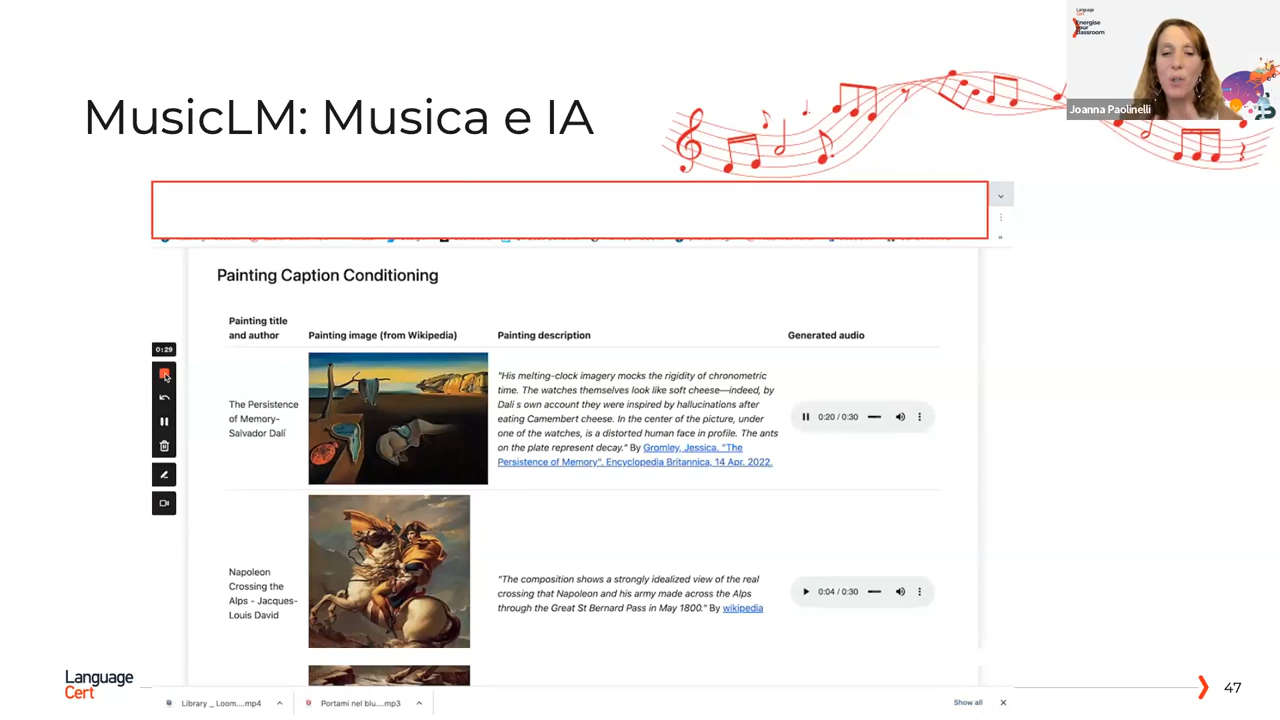 Language
Cert
Energise
your
classroom
Joanna Paolinelli
MusicLM: Musica e IA
Painting Caption Conditioning
Painting title
and author
Painting image (from Wikipedia)
Painting description
Generated audio
0:29
The Persistence
of Memory-
Salvador Dalí
"His melting-clock imagery mocks the rigidity of chronometric
time. The watches themselves look like soft cheese—indeed, by
Dali s own account they were inspired by hallucinations after
eating Camembert cheese. In the center of the picture, under
one of the watches, is a distorted human face in profile. The ants
on the plate represent decay." By Gromley, Jessica. "The
Persistence of Memory". Encyclopedia Britannica, 14 Apr. 2022.
0:20 / 0:30
Napoleon
Crossing the
Alps - Jacques-
Louis David
"The composition shows a strongly idealized view of the real
crossing that Napoleon and his army made across the Alps
through the Great St Bernard Pass in May 1800." By wikipedia
0:04 / 0:30
Language
Cert
47
Library _ Loom....mp4
Portami nel blu....mp3
Show all